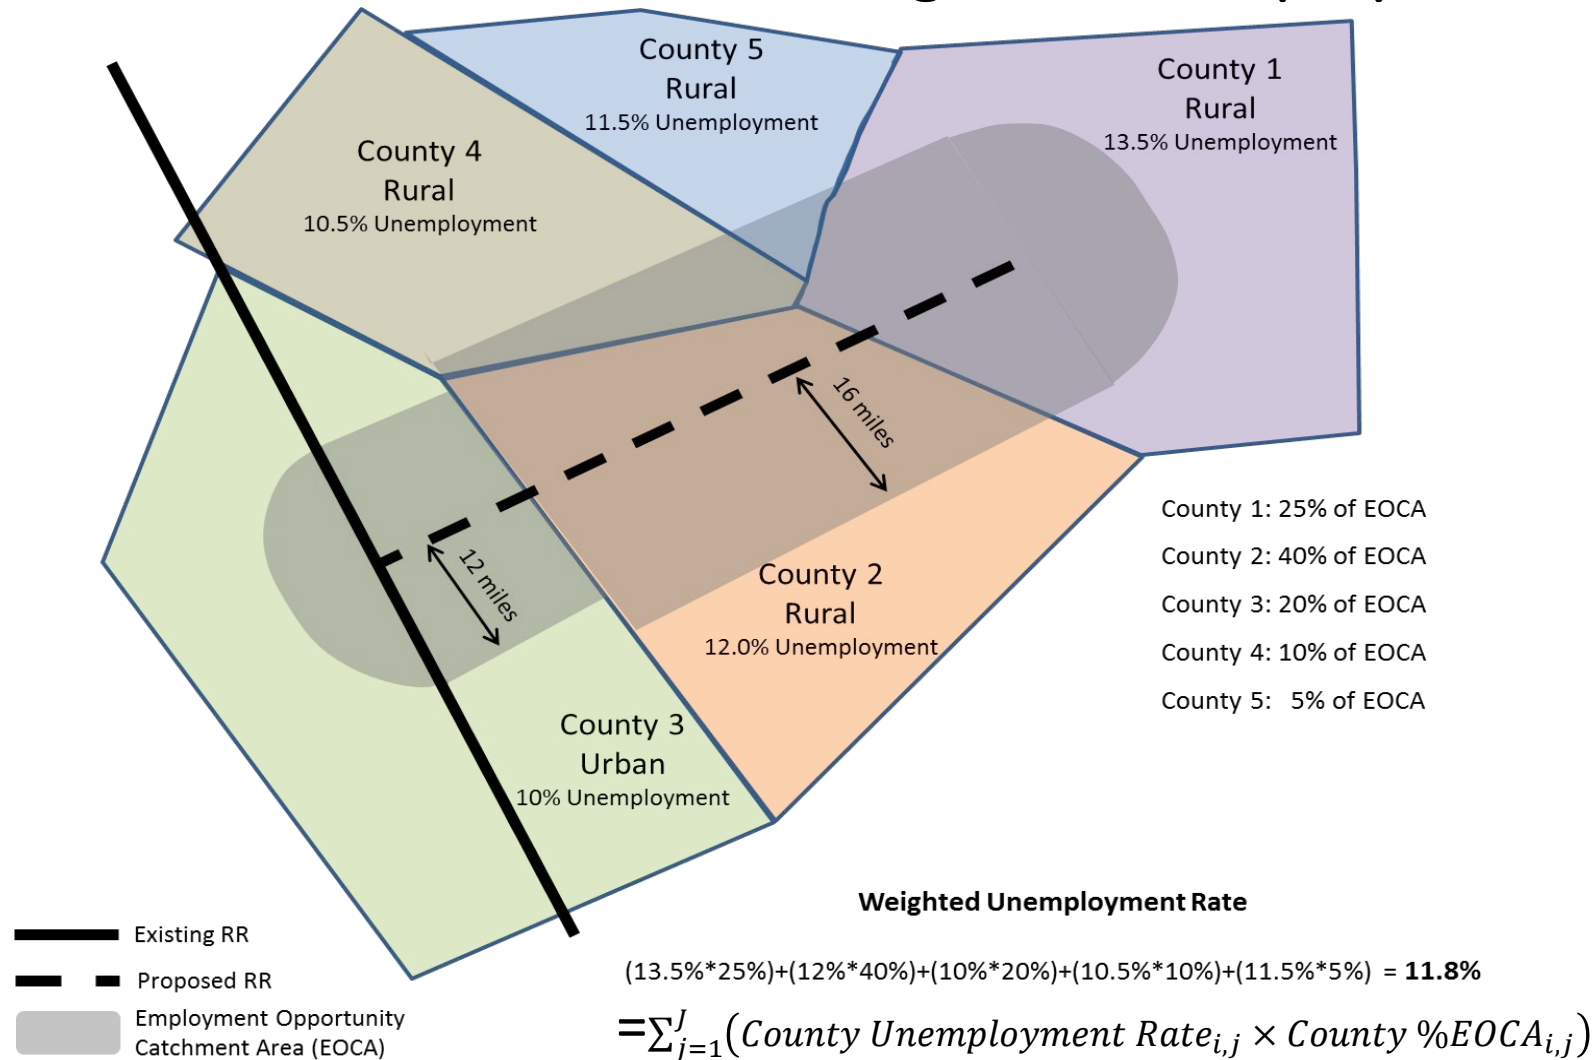 County 5
Rural
11.5% Unemployment
County 1
Rural
13.5% Unemployment
County 4
Rural
10.5% Unemployment
16 miles
12 miles
County 2
Rural
12.0% Unemployment
County 3
Urban
10% Unemployment
County 1: 25% of EOCA
County 2: 40% of EOCA
County 3: 20% of EOCA
County 4: 10% of EOCA
County 5: 5% of EOCA
Existing RR
Proposed RR
Employment Opportunity
Catchment Area (EOCA)
Weighted Unemployment Rate
(13.5%*25%)+(12%*40%)+(10%*20%)+(10.5%*10%)+(11.5%*5%) = 11.8%
=∑ᴶⱼ₌₁(County Unemployment Rateᵢ,ⱼ × County %EOCAᵢ,ⱼ)